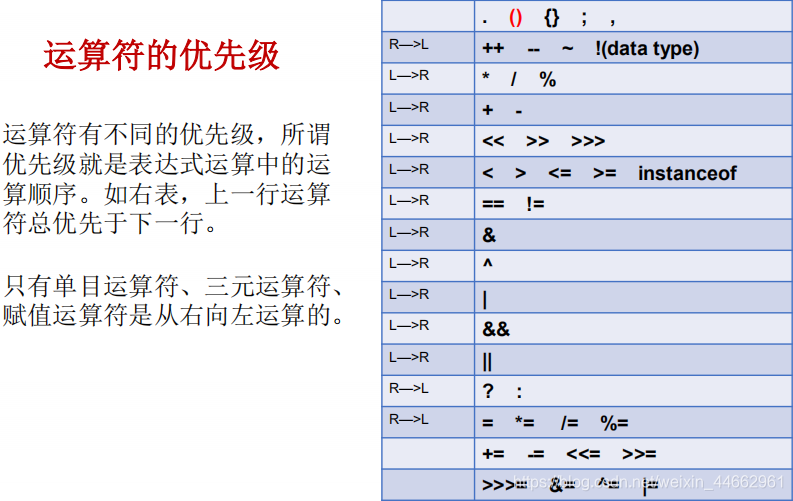 运算符的优先级
运算符有不同的优先级，所谓
优先级就是表达式运算中的运
算顺序。如右表，上一行运算
符总优先于下一行。
只有单目运算符、三元运算符、
赋值运算符是从右向左运算的。
. () {} ; ,
R—>L ++ -- ~ !(data type)
L—>R * / %
L—>R + -
L—>R << >> >>>
L—>R < > <= >= instanceof
L—>R == !=
L—>R &
L—>R ^
L—>R |
L—>R &&
L—>R ||
R—>L ? :
R—>L = *= /= %=
+= -= <<= >>=
>>>= &= ^= |=
https://blog.csdn.net/weixin_44662961